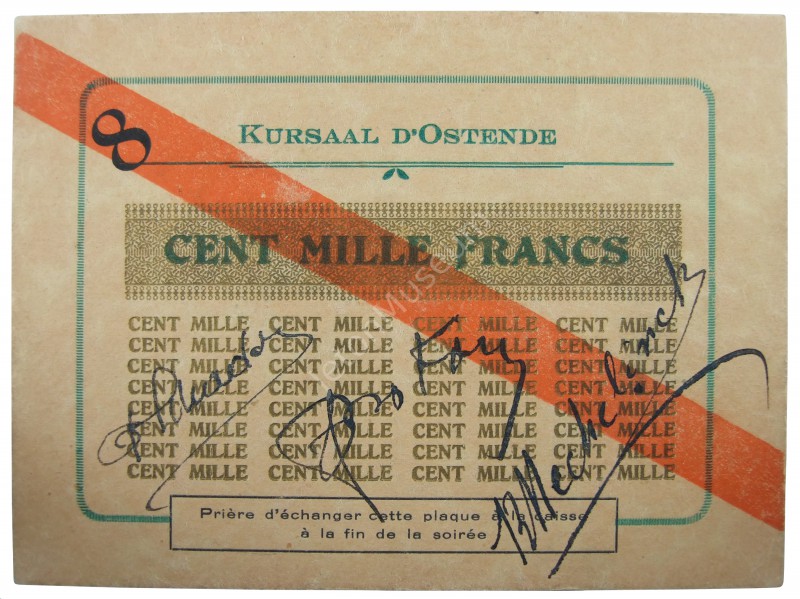 8
KURSAAL D'OSTENDE
CENT MILLE FRANCS
CENT MILLE CENT MILLE CENT MILLE CENT MILLE
CENT MILLE CENT MILLE CENT MILLE CENT MILLE
CENT MILLE CENT MILLE CENT MILLE CENT MILLE
CENT MILLE CENT MILLE CENT MILLE CENT MILLE
CENT MILLE CENT MILLE CENT MILLE CENT MILLE
CENT MILLE CENT MILLE CENT MILLE CENT MILLE
CENT MILLE CENT MILLE CENT MILLE CENT MILLE
CENT MILLE CENT MILLE CENT MILLE CENT MILLE
Prière d'échanger cette plaque à la caisse
à la fin de la soirée